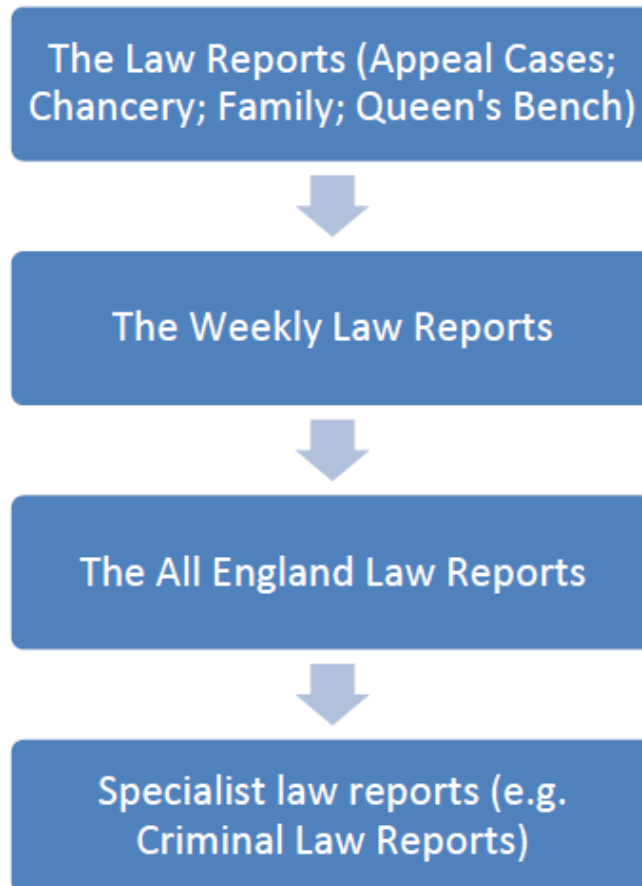 The Law Reports (Appeal Cases;
Chancery; Family; Queen's Bench)
The Weekly Law Reports
The All England Law Reports
Specialist law reports (e.g.
Criminal Law Reports)